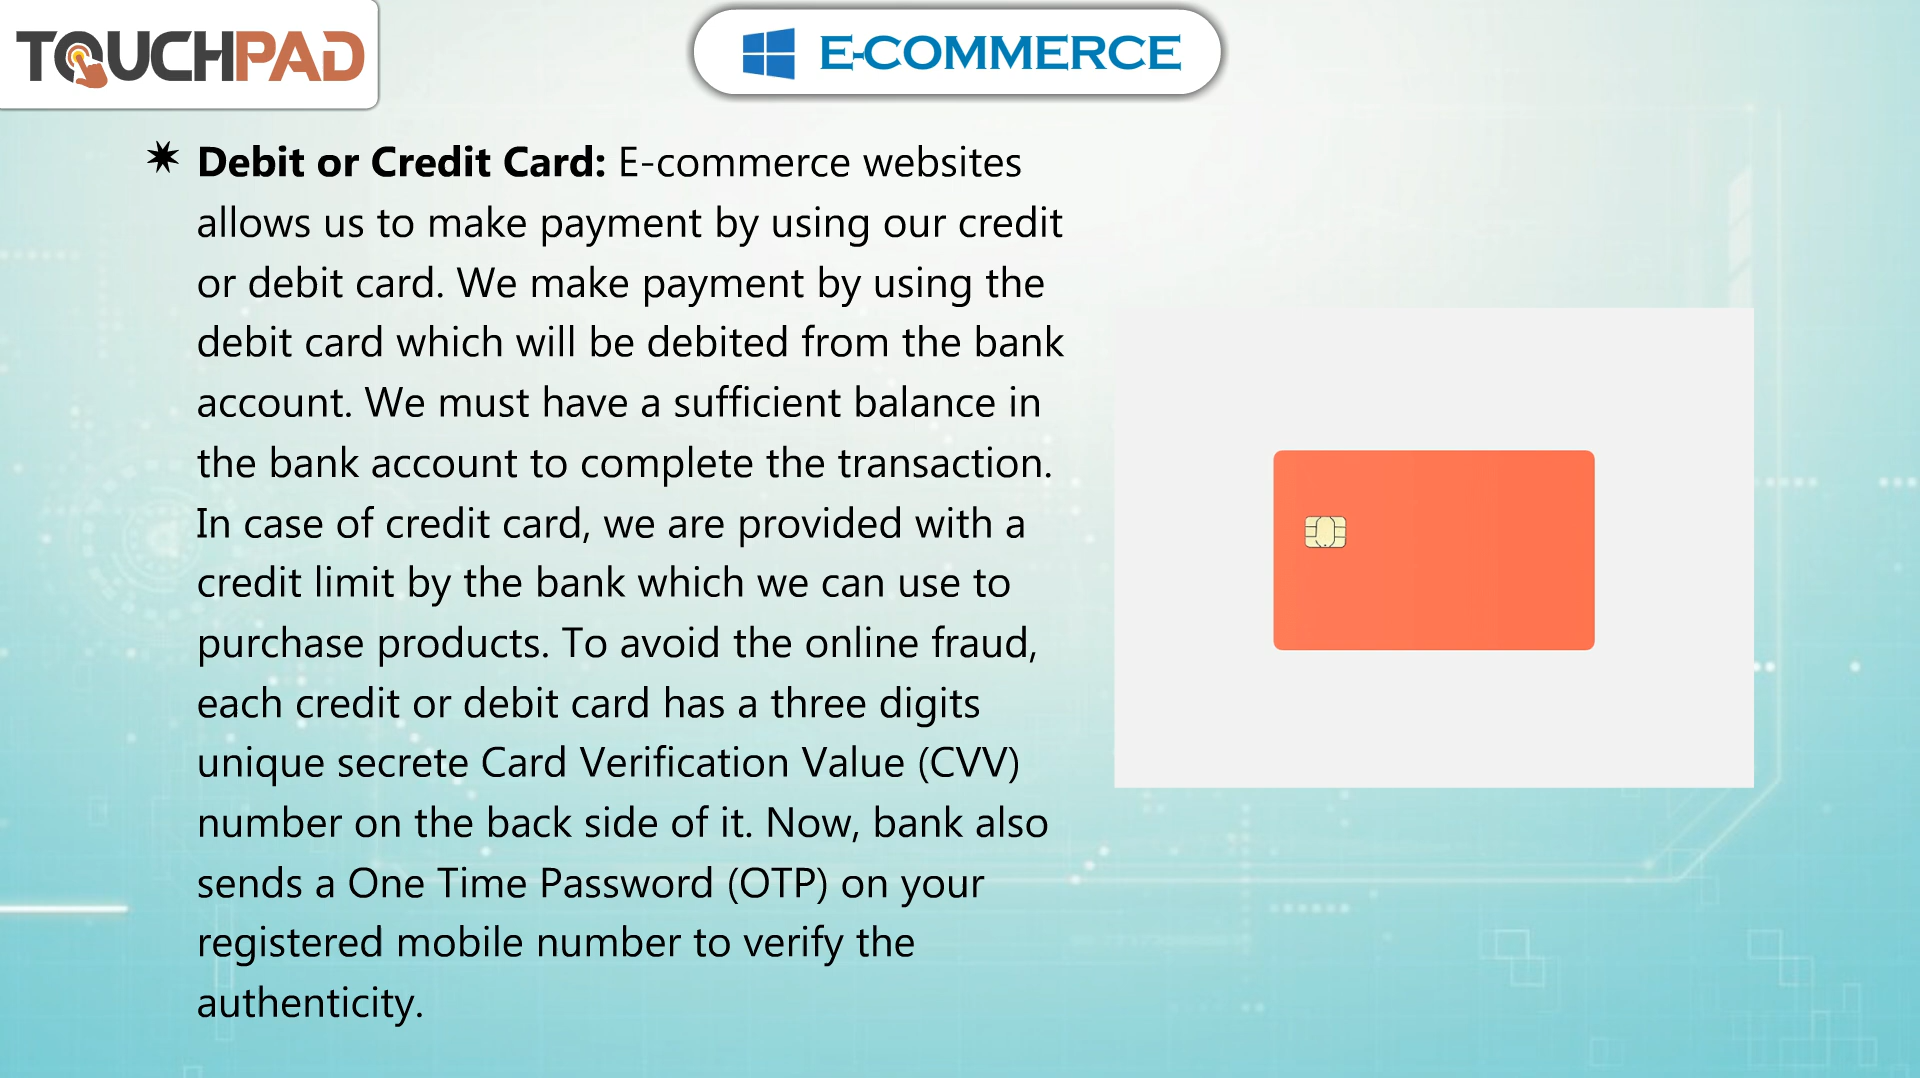 TOUCHPAD
E-COMMERCE
✷ Debit or Credit Card: E-commerce websites
allows us to make payment by using our credit
or debit card. We make payment by using the
debit card which will be debited from the bank
account. We must have a sufficient balance in
the bank account to complete the transaction.
In case of credit card, we are provided with a
credit limit by the bank which we can use to
purchase products. To avoid the online fraud,
each credit or debit card has a three digits
unique secrete Card Verification Value (CVV)
number on the back side of it. Now, bank also
sends a One Time Password (OTP) on your
registered mobile number to verify the
authenticity.